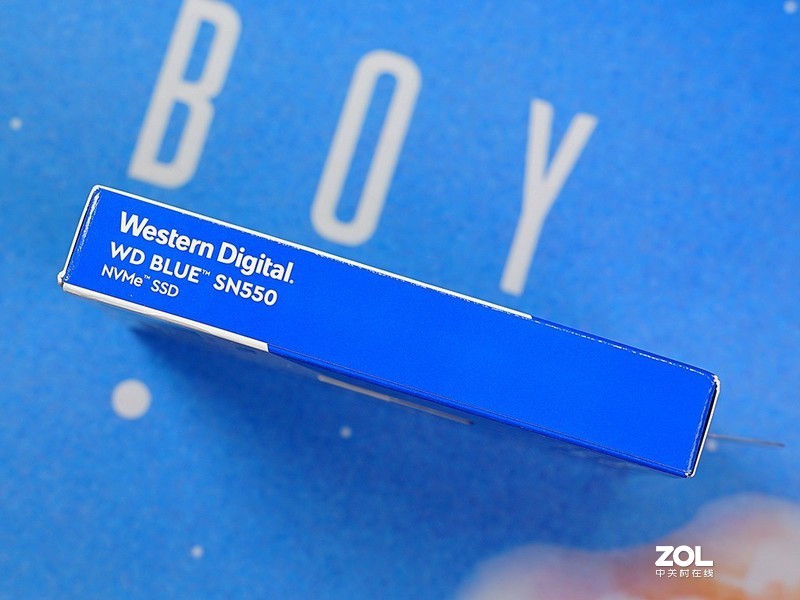 BOY
Western Digital.
WD BLUE™ SN550
NVMe™ SSD
ZOL
中关村在线